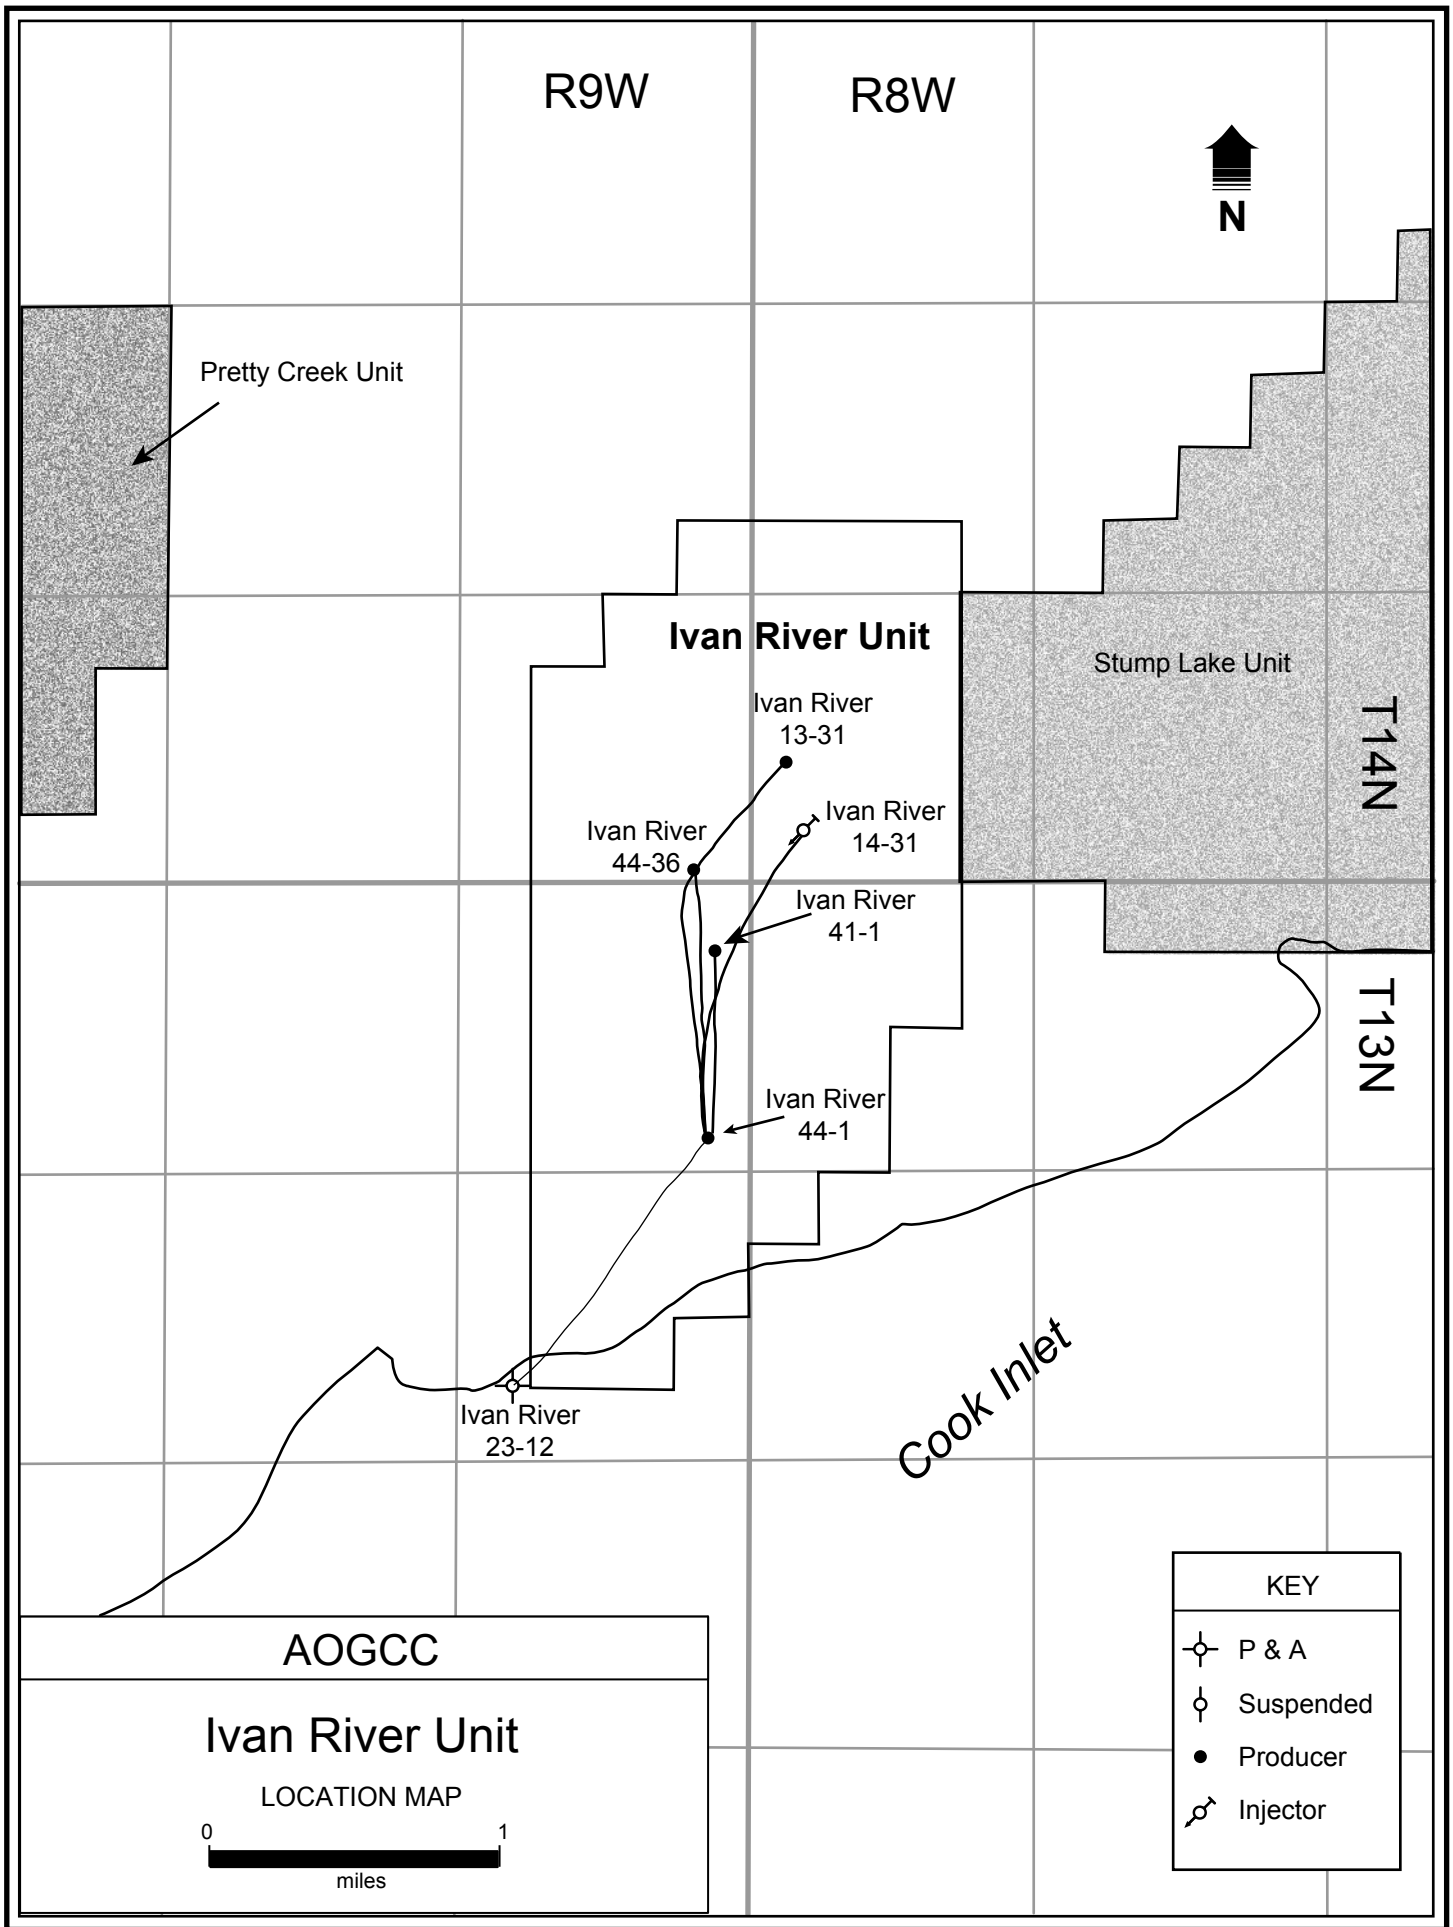 R9W
R8W
N
Pretty Creek Unit
Ivan River Unit
Stump Lake Unit
T14N
Ivan River
13-31
Ivan River
14-31
Ivan River
44-36
Ivan River
41-1
T13N
Ivan River
44-1
Cook Inlet
Ivan River
23-12
KEY
P & A
Suspended
Producer
Injector
AOGCC
Ivan River Unit
LOCATION MAP
0 1
miles